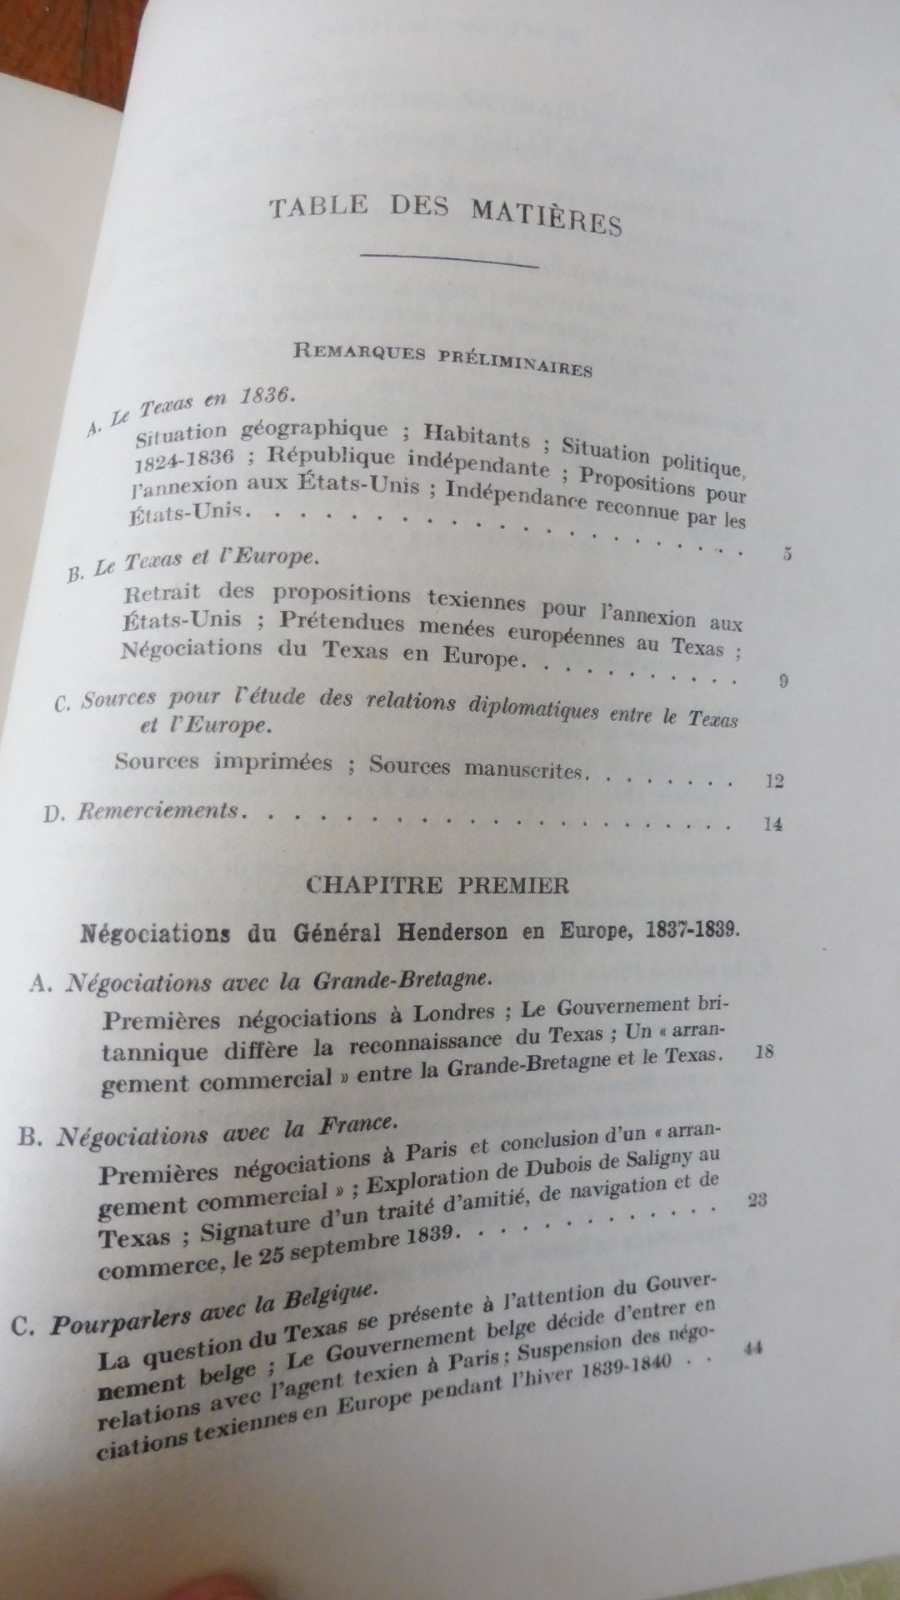 TABLE DES MATIÈRES
REMARQUES PRÉLIMINAIRES
A. Le Texas en 1836.
Situation géographique ; Habitants ; Situation politique,
1824-1836 ; République indépendante ; Propositions pour
l'annexion aux États-Unis ; Indépendance reconnue par les
États-Unis. . . . . . . . . . . . . . . . . . . . 5
B. Le Texas et l'Europe.
Retrait des propositions texiennes pour l'annexion aux
États-Unis ; Prétendues menées européennes au Texas ;
Négociations du Texas en Europe. . . . . . . . . . 9
C. Sources pour l'étude des relations diplomatiques entre le Texas
et l'Europe.
Sources imprimées ; Sources manuscrites. . . . . . . . 12
D. Remerciements. . . . . . . . . . . . . . . . . . . . 14
CHAPITRE PREMIER
Négociations du Général Henderson en Europe, 1837-1839.
A. Négociations avec la Grande-Bretagne.
Premières négociations à Londres ; Le Gouvernement bri-
tannique diffère la reconnaissance du Texas ; Un « arran-
gement commercial » entre la Grande-Bretagne et le Texas. 18
B. Négociations avec la France.
Premières négociations à Paris et conclusion d'un « arran-
gement commercial » ; Exploration de Dubois de Saligny au
Texas ; Signature d'un traité d'amitié, de navigation et de
commerce, le 25 septembre 1839. . . . . . . . . . . . . 23
C. Pourparlers avec la Belgique.
La question du Texas se présente à l'attention du Gouver-
nement belge ; Le Gouvernement belge décide d'entrer en
relations avec l'agent texien à Paris ; Suspension des négo-
ciations texiennes en Europe pendant l'hiver 1839-1840 . . 44